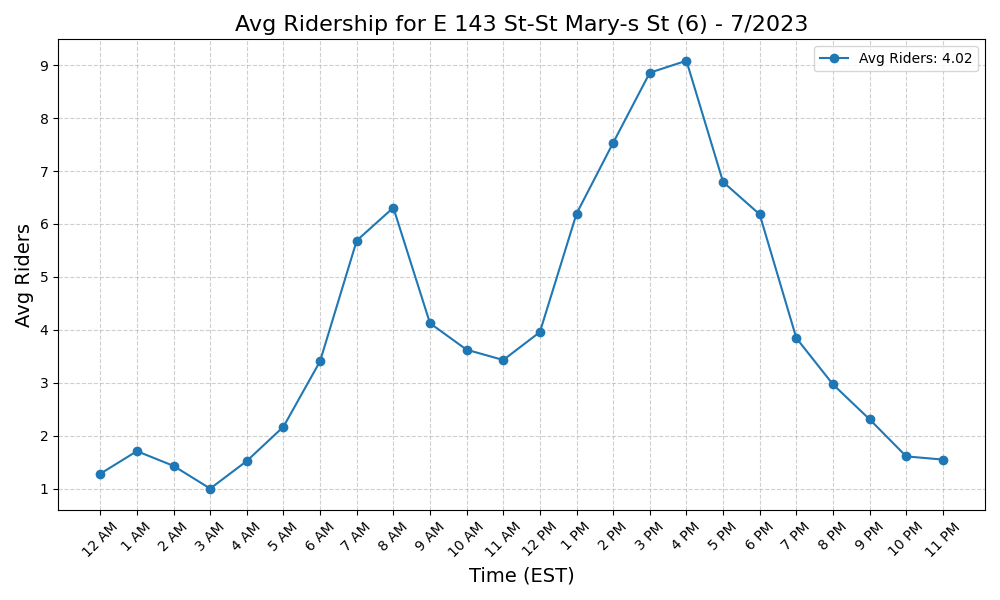 Avg Ridership for E 143 St-St Mary-s St (6) - 7/2023
Avg Riders: 4.02
Avg Riders
9
8
7
6
5
4
3
2
1
12 AM
1 AM
2 AM
3 AM
4 AM
5 AM
6 AM
7 AM
8 AM
9 AM
10 AM
11 AM
12 PM
1 PM
2 PM
3 PM
4 PM
5 PM
6 PM
7 PM
8 PM
9 PM
10 PM
11 PM
Time (EST)